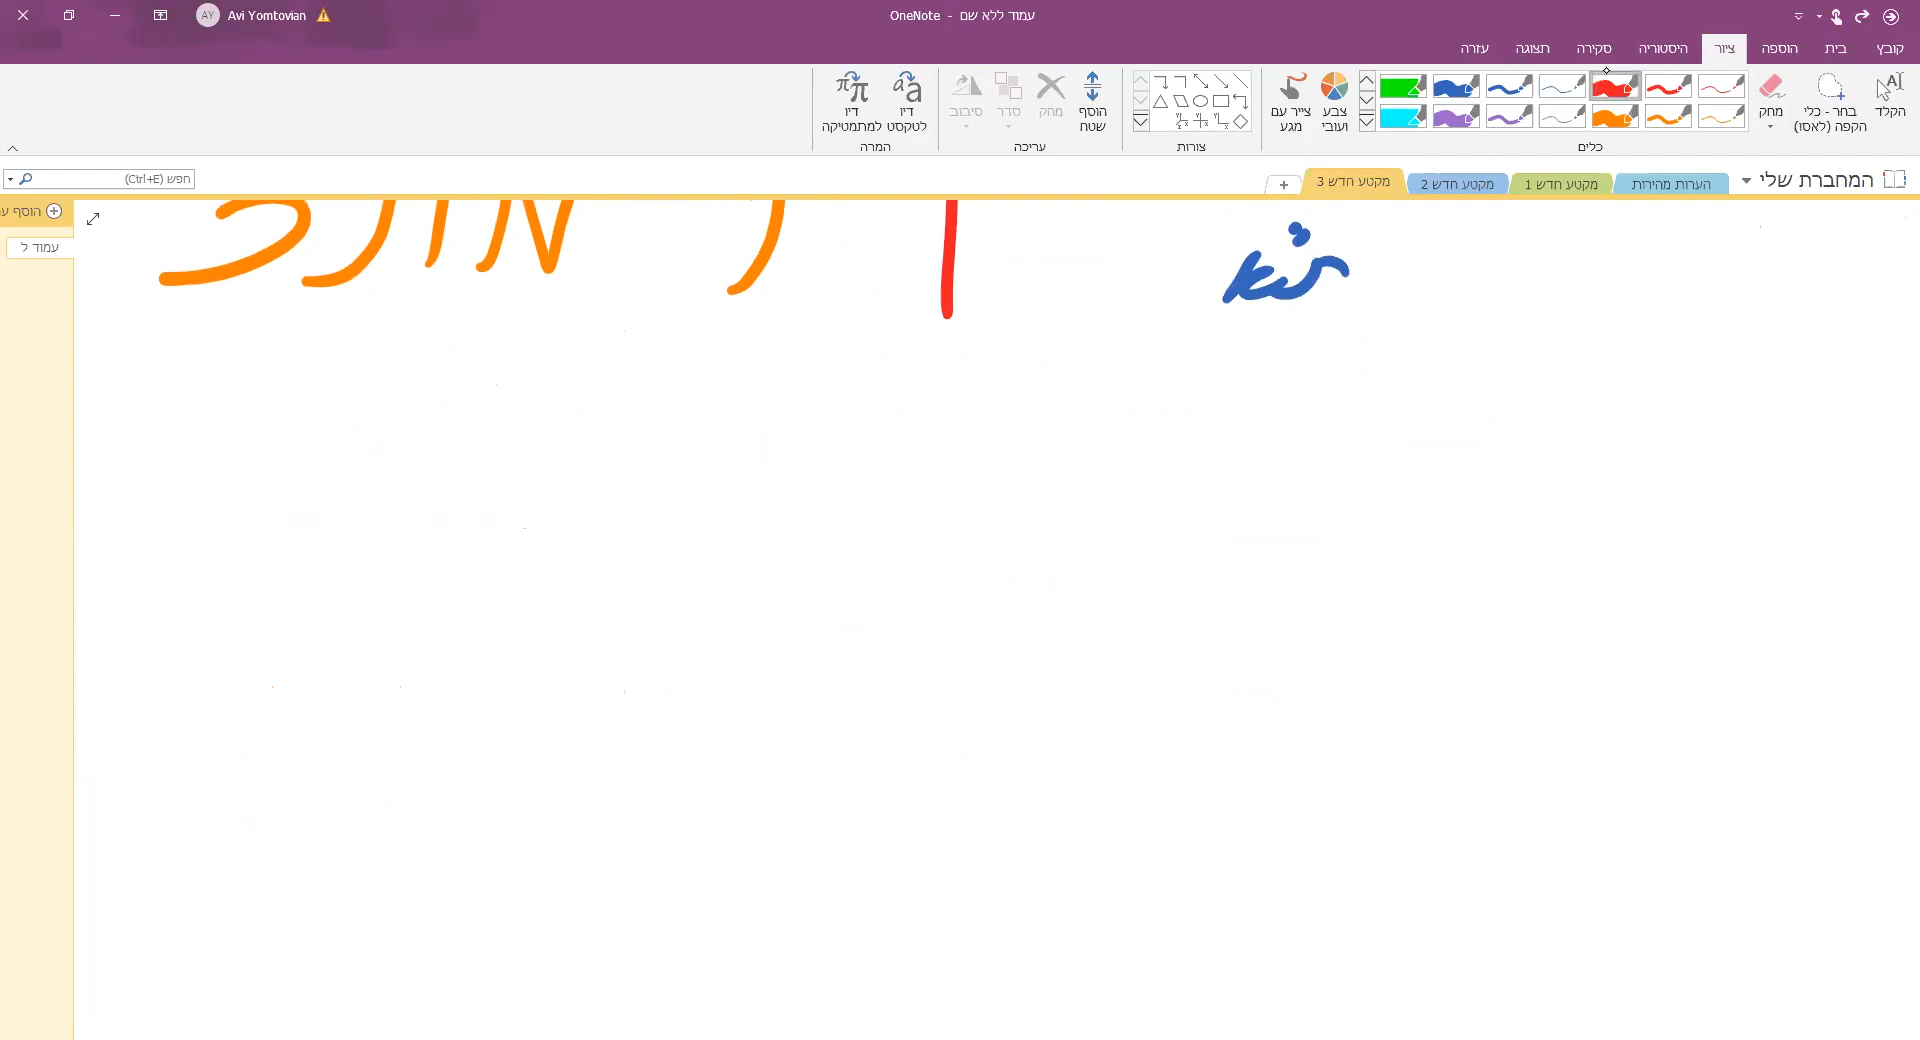 Avi Yomtovian
AY
עמוד ללא שם - OneNote
קובץ
בית
הוספה
ציור
היסטוריה
סקירה
תצוגה
עזרה
הקלד
בחר - כלי
הקפה (לאסו)
מחק
כלים
צבע
ועובי
צייר עם
מגע
צורות
הוסף
שטח
מחק
סדר
סיבוב
עריכה
דיו
לטקסט
דיו
למתמטיקה
המרה
המחברת שלי
הערות מהירות
מקטע חדש 1
מקטע חדש 2
מקטע חדש 3
חפש (Ctrl+E)
הוסף
עמוד ל